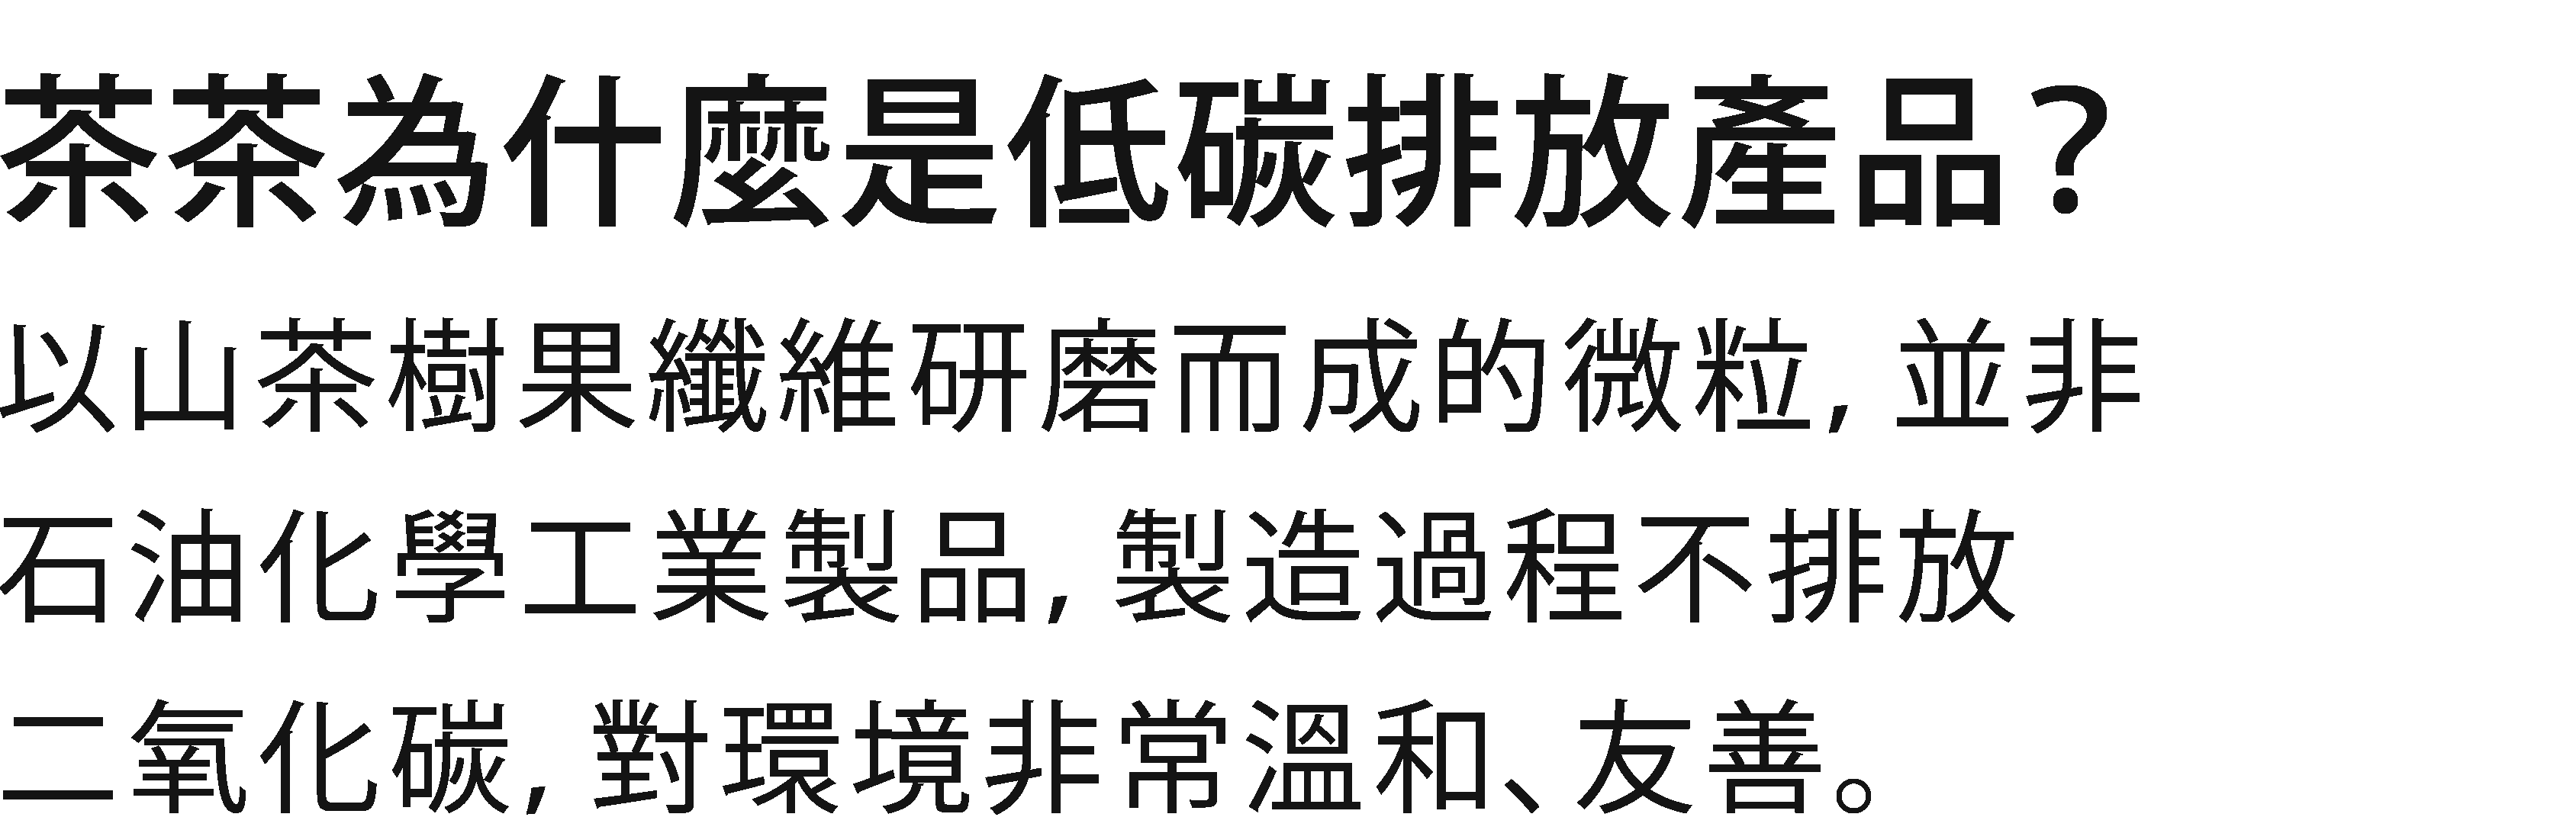 茶茶為什麼是低碳排放產品？
以山茶樹果纖維研磨而成的微粒，並非
石油化學工業製品，製造過程不排放
二氧化碳，對環境非常溫和、友善。